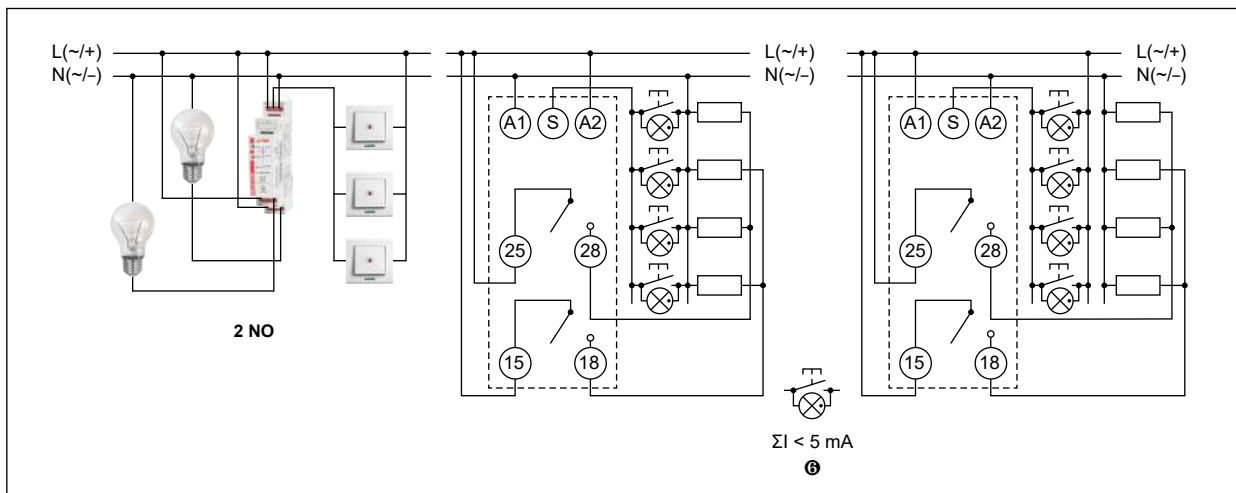 L(~/+)
N(~/–)
2 NO
L(~/+)
N(~/–)
A1
S
A2
25
28
15
18
L(~/+)
N(~/–)
A1
S
A2
25
28
15
18
ΣI < 5 mA
❻